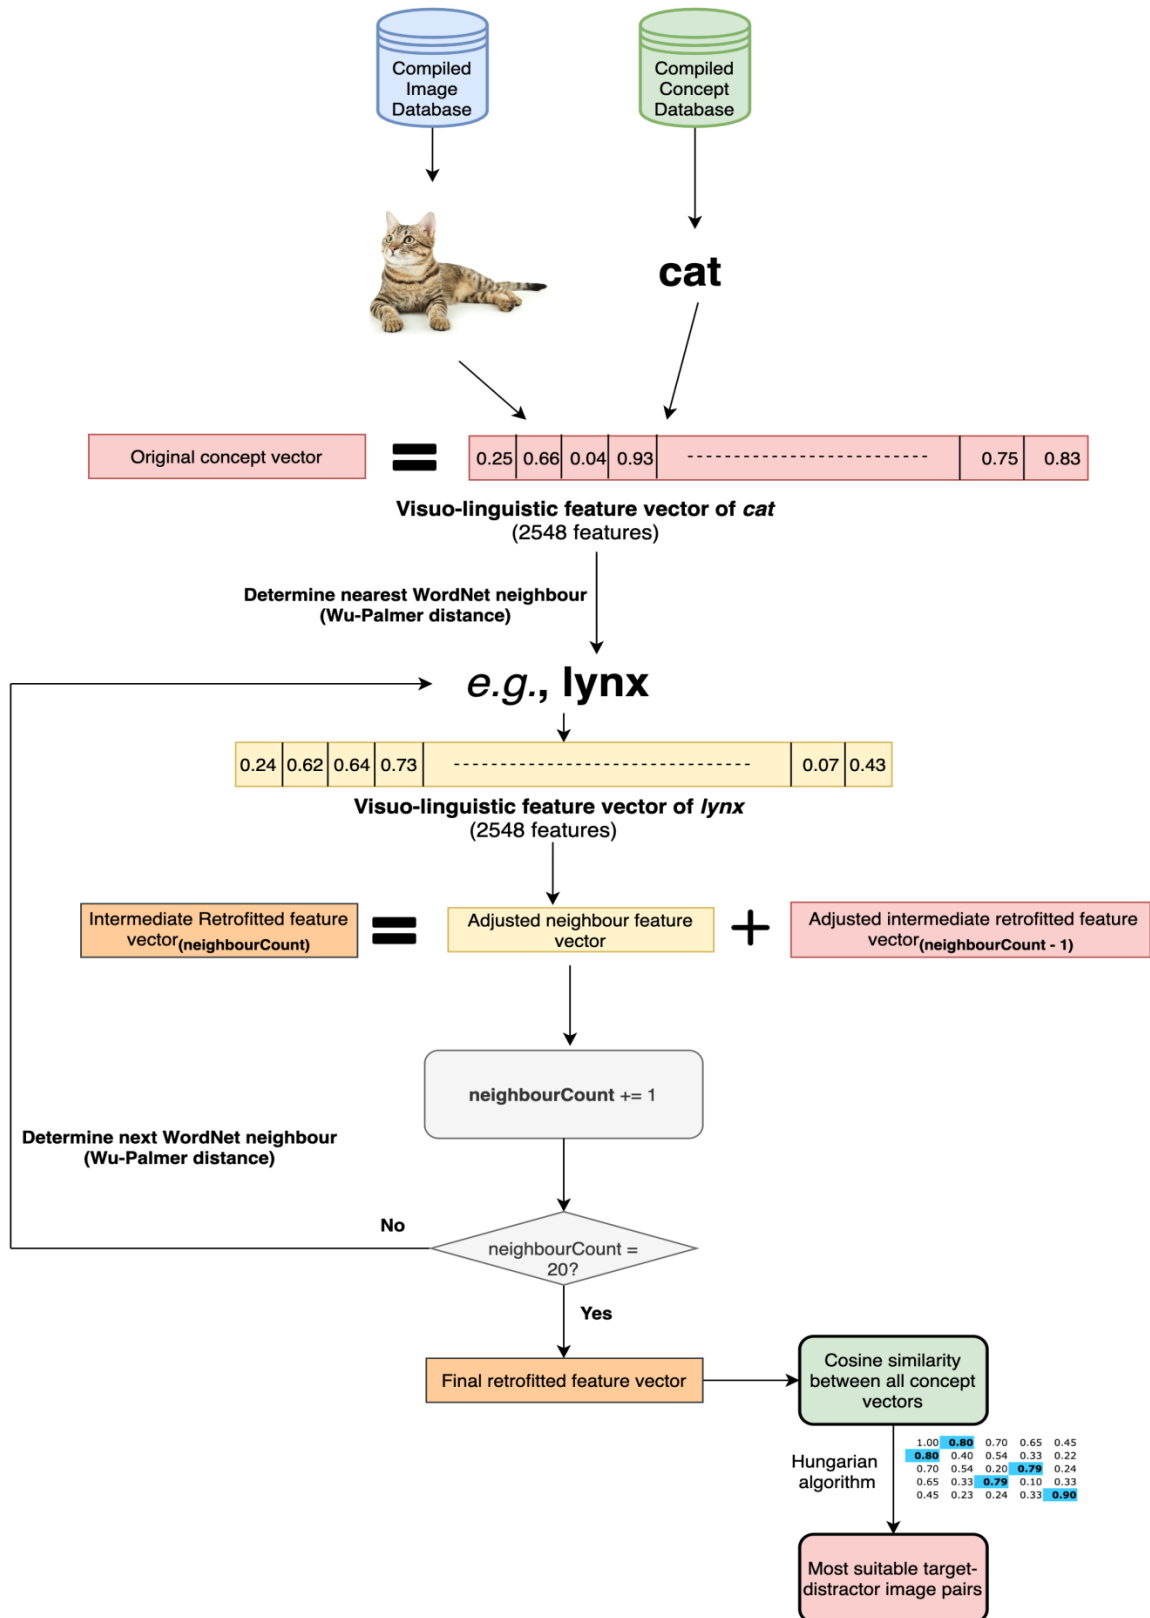 Compiled
Image
Database
Compiled
Concept
Database
cat
Original concept vector
=
0.25 0.66 0.04 0.93 0.75 0.83
Visuo-linguistic feature vector of cat
(2548 features)
Determine nearest WordNet neighbour
(Wu-Palmer distance)
e.g., lynx
0.24 0.62 0.64 0.73 0.07 0.43
Visuo-linguistic feature vector of lynx
(2548 features)
Intermediate Retrofitted feature
vector(neighbourCount)
=
Adjusted neighbour feature
vector
+
Adjusted intermediate retrofitted feature
vector(neighbourCount - 1)
neighbourCount += 1
Determine next WordNet neighbour
(Wu-Palmer distance)
No
neighbourCount =
20?
Yes
Final retrofitted feature vector
Cosine similarity
between all concept
vectors
Hungarian
algorithm
1.00 0.80 0.70 0.65 0.45
0.80 0.40 0.54 0.33 0.22
0.70 0.54 0.20 0.79 0.24
0.65 0.33 0.79 0.10 0.33
0.45 0.23 0.24 0.33 0.90
Most suitable target-
distractor image pairs